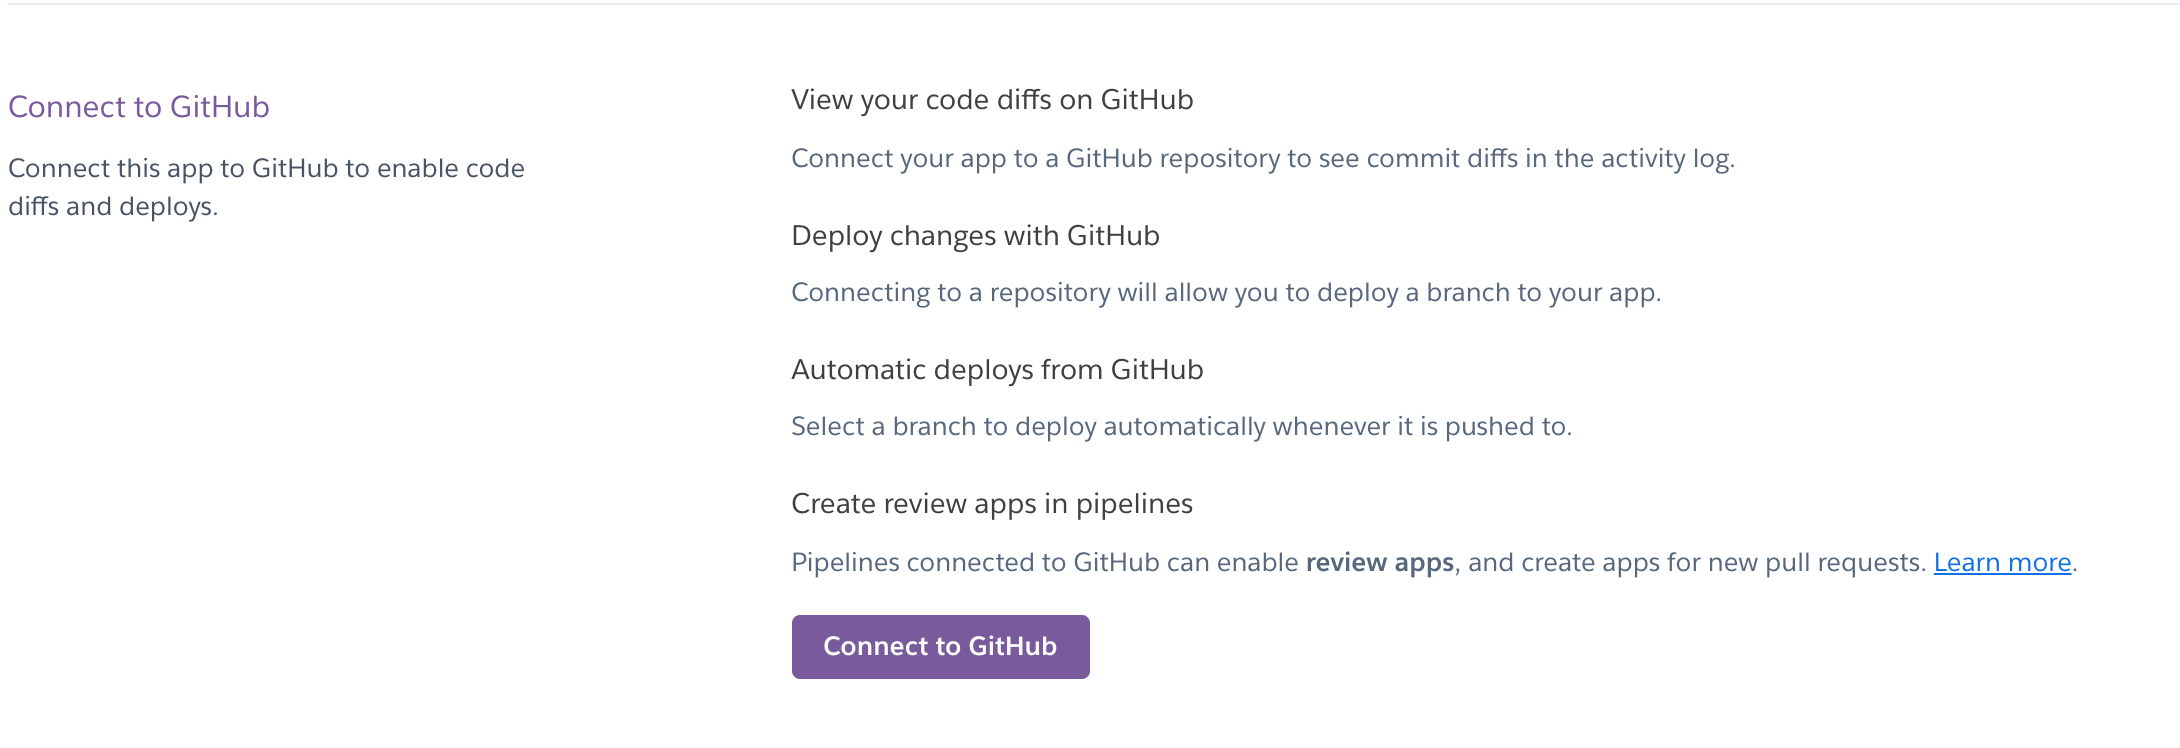 Connect to GitHub
Connect this app to GitHub to enable code
diffs and deploys.
View your code diffs on GitHub
Connect your app to a GitHub repository to see commit diffs in the activity log.
Deploy changes with GitHub
Connecting to a repository will allow you to deploy a branch to your app.
Automatic deploys from GitHub
Select a branch to deploy automatically whenever it is pushed to.
Create review apps in pipelines
Pipelines connected to GitHub can enable review apps, and create apps for new pull requests. Learn more.
Connect to GitHub